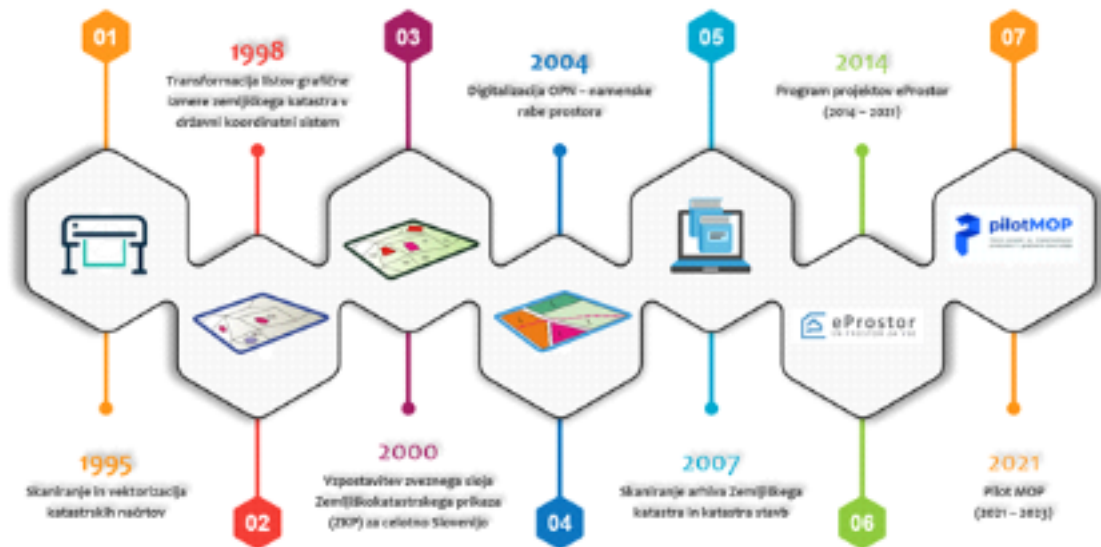 01
1995
Skaniranje in vektorizacija
katastrskih načrtov
1998
Transformacija listov grafične
izmere zemljiškega katastra v
državni koordinatni sistem
02
03
2000
Vzpostavitev zveznega sloja
Zemljiškokatastrskega prikaza
(ZKP) za celotno Slovenijo
2004
Digitalizacija OPN – namenske
rabe prostora
04
05
2007
Skaniranje arhiva Zemljiškega
katastra in katastra stavb
2014
Program projektov eProstor
(2014 – 2021)
eProstor
06
07
pilotMOP
2021
Pilot MOP
(2021 – 2023)